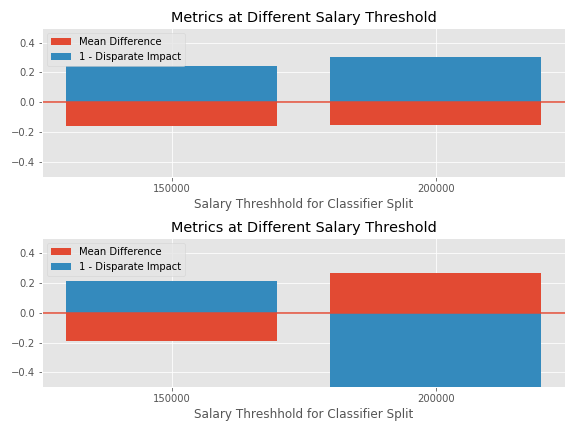 Metrics at Different Salary Threshold
0.4
0.2
0.0
−0.2
−0.4
Mean Difference
1 - Disparate Impact
150000
200000
Salary Threshhold for Classifier Split
Metrics at Different Salary Threshold
0.4
0.2
0.0
−0.2
−0.4
Mean Difference
1 - Disparate Impact
150000
200000
Salary Threshhold for Classifier Split